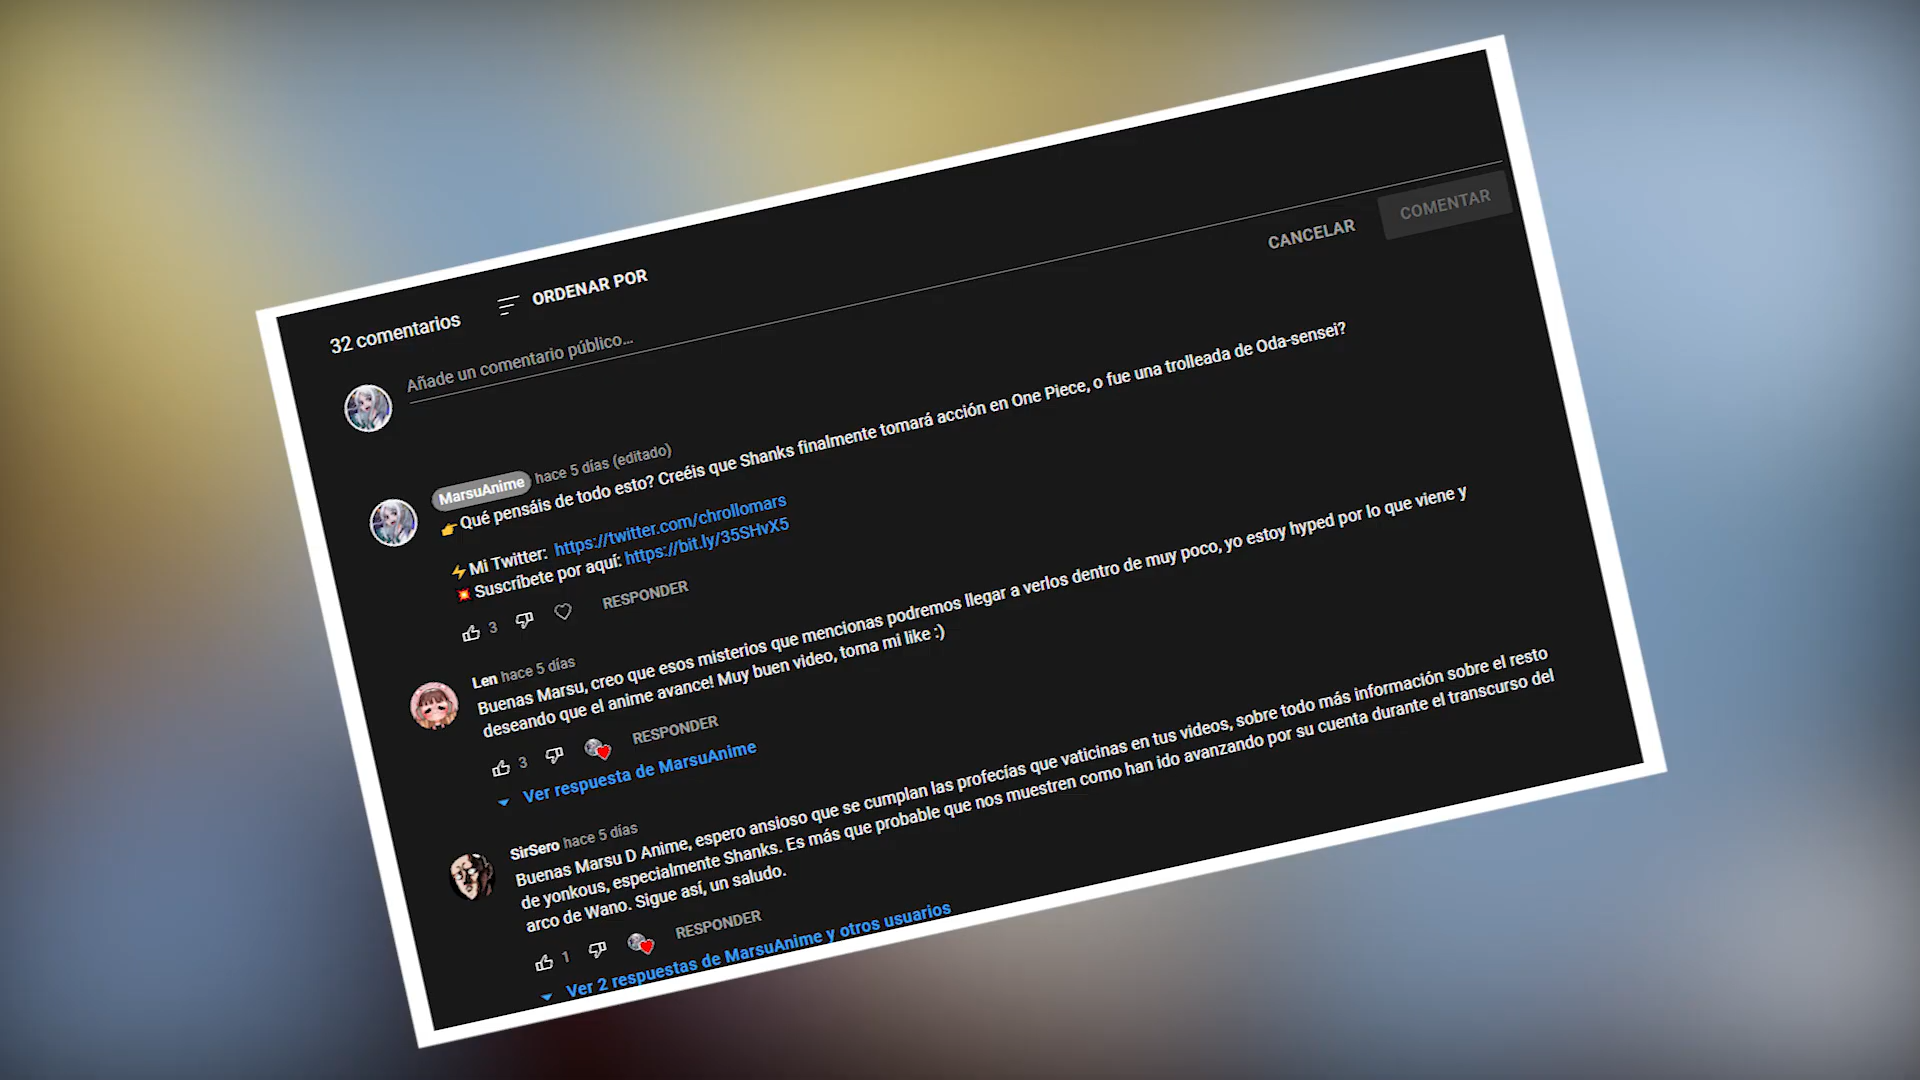 32 comentarios
ORDENAR POR
Añade un comentario público...
CANCELAR
COMENTAR
MarsuAnime hace 5 días (editado)
👉Qué pensáis de todo esto? Creéis que Shanks finalmente tomará acción en One Piece, o fue una trolleada de Oda-sensei?
⚡Mi Twitter: https://twitter.com/chrollomars
💥 Suscríbete por aquí: https://bit.ly/35SHvX5
3
RESPONDER
Len hace 5 días
Buenas Marsu, creo que esos misterios que mencionas podremos llegar a verlos dentro de muy poco, yo estoy hyped por lo que viene y
deseando que el anime avance! Muy buen video, toma mi like :)
3
RESPONDER
Ver respuesta de MarsuAnime
SirSero hace 5 días
Buenas Marsu D Anime, espero ansioso que se cumplan las profecías que vaticinas en tus videos, sobre todo más información sobre el resto
de yonkous, especialmente Shanks. Es más que probable que nos muestren como han ido avanzando por su cuenta durante el transcurso del
arco de Wano. Sigue así, un saludo.
1
RESPONDER
Ver 2 respuestas de MarsuAnime y otros usuarios